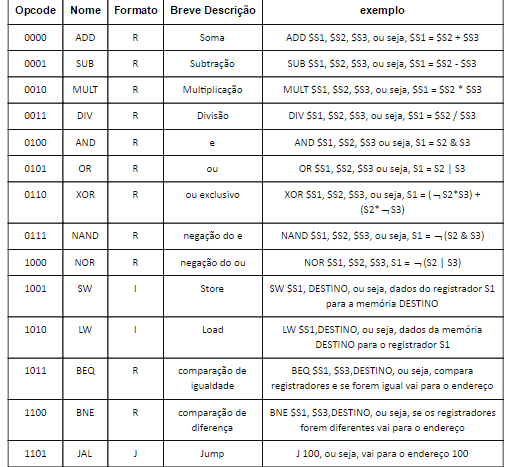 Opcode Nome Formato Breve Descrição exemplo
0000 ADD R Soma ADD $S1, $S2, $S3, ou seja, $S1 = $S2 + $S3
0001 SUB R Subtração SUB $S1, $S2, $S3, ou seja, $S1 = $S2 - $S3
0010 MULT R Multiplicação MULT $S1, $S2, $S3, ou seja, $S1 = $S2 * $S3
0011 DIV R Divisão DIV $S1, $S2, $S3, ou seja, $S1 = $S2 / $S3
0100 AND R e AND $S1, $S2, $S3 ou seja, S1 = S2 & S3
0101 OR R ou OR $S1, $S2, $S3 ou seja, S1 = S2 | S3
0110 XOR R ou exclusivo XOR $S1, $S2, $S3, ou seja, S1 = (¬S2*S3) +
(S2*¬S3)
0111 NAND R negação do e NAND $S1, $S2, $S3, ou seja, S1 = ¬(S2 & S3)
1000 NOR R negação do ou NOR $S1, $S2, $S3, S1 = ¬(S2 | S3)
1001 SW I Store SW $S1, DESTINO, ou seja, dados do registrador S1
para a memória DESTINO
1010 LW I Load LW $S1,DESTINO, ou seja, dados da memória
DESTINO para o registrador S1
1011 BEQ R comparação de igualdade BEQ $S1, $S3,DESTINO, ou seja, compara
registradores e se forem igual vai para o endereço
1100 BNE R comparação de diferença BNE $S1, $S3,DESTINO, ou seja, se os registradores
forem diferentes vai para o endereço
1101 JAL J Jump J 100, ou seja, vai para o endereço 100